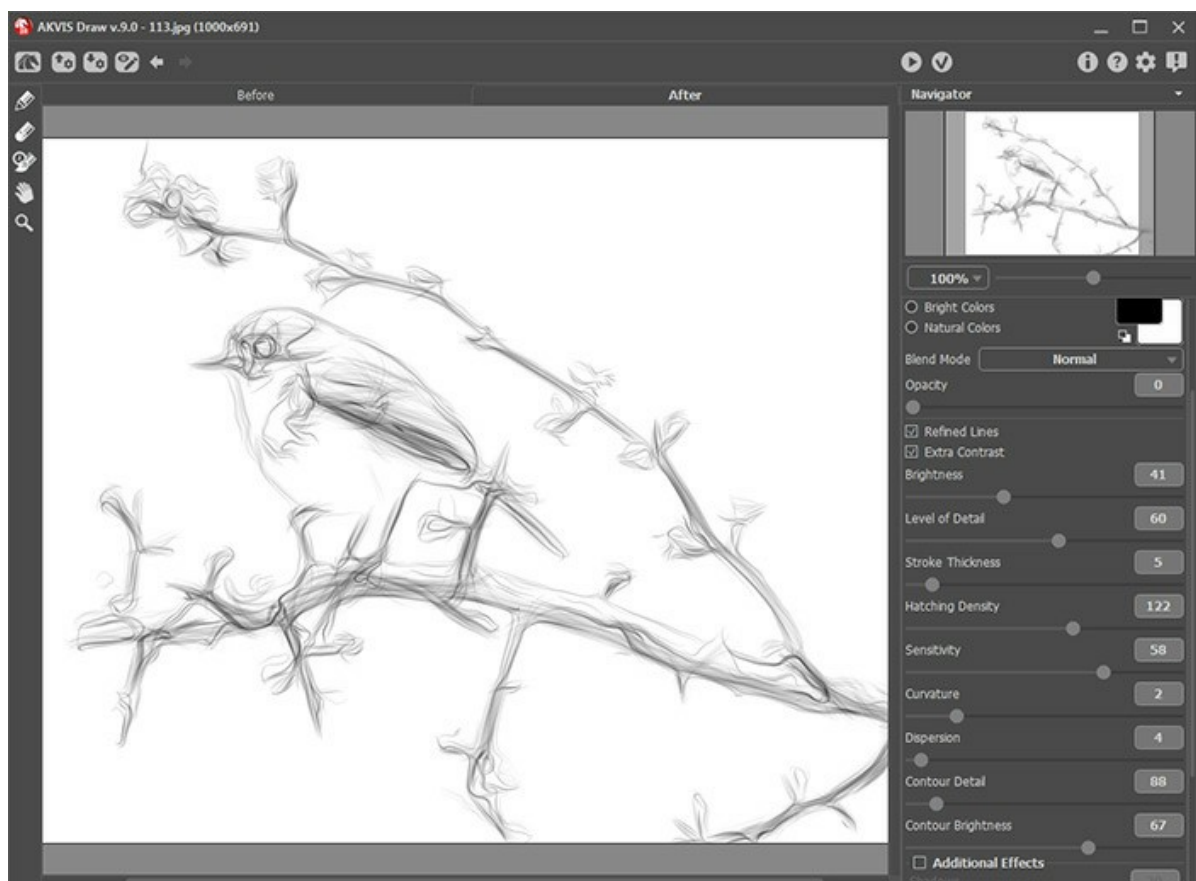 AKVIS Draw v.9.0 - 113.jpg (1000x691)
Before
After
Navigator
100%
Bright Colors
Natural Colors
Blend Mode Normal
Opacity 0
Refined Lines
Extra Contrast
Brightness 41
Level of Detail 60
Stroke Thickness 5
Hatching Density 122
Sensitivity 58
Curvature 2
Dispersion 4
Contour Detail 88
Contour Brightness 67
Additional Effects